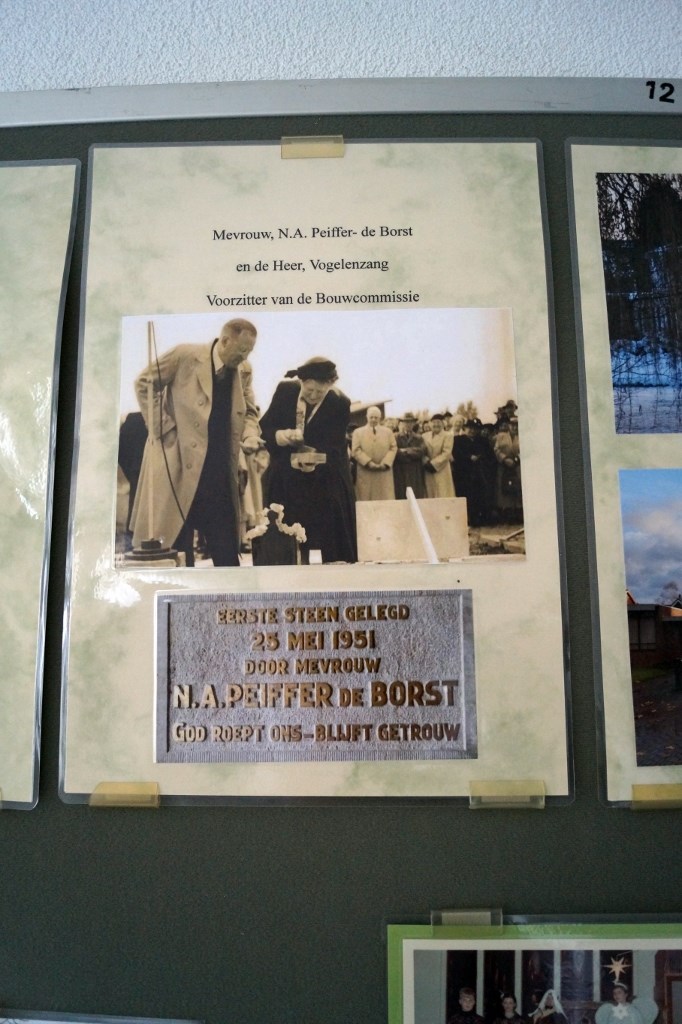 12
Mevrouw, N.A. Peiffer- de Borst
en de Heer, Vogelenzang
Voorzitter van de Bouwcommissie
EERSTE STEEN GELEGD
25 MEI 1951
DOOR MEVROUW
N.A.PEIFFER DE BORST
GOD ROEPT ONS-BLIJFT GETROUW